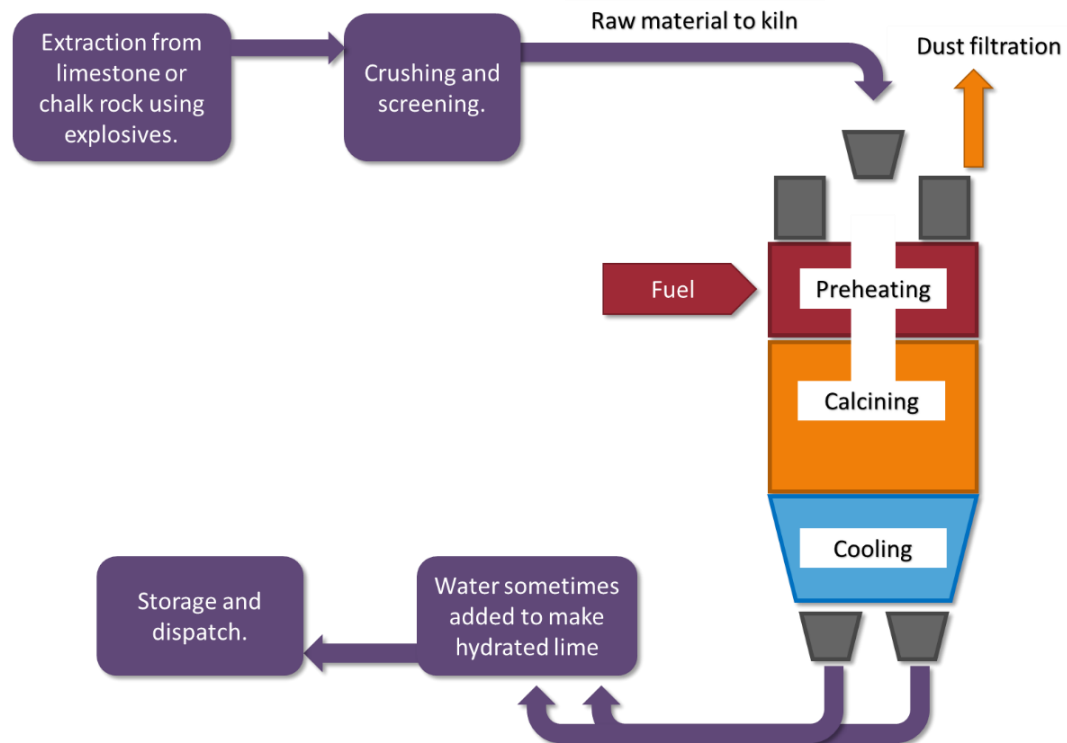 Extraction from
limestone or
chalk rock using
explosives.
Crushing and
screening.
Raw material to kiln
Dust filtration
Fuel
Preheating
Calcining
Cooling
Water sometimes
added to make
hydrated lime
Storage and
dispatch.